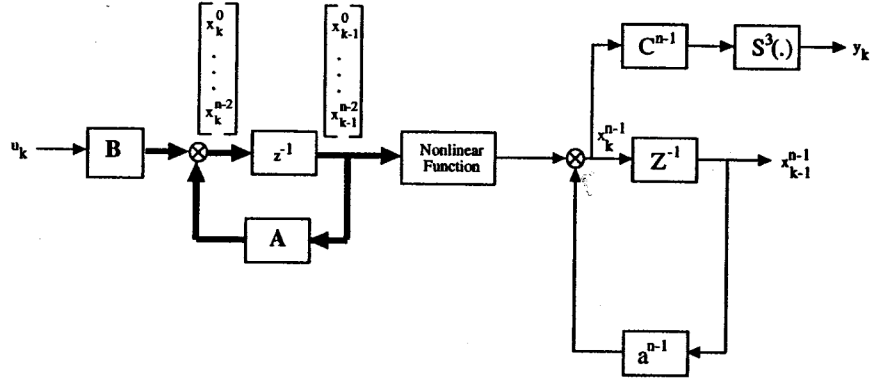 x_k^0
.
.
.
.
x_k^{n-2}
x_{k-1}^0
.
.
.
.
x_{k-1}^{n-2}
u_k
B
z^{-1}
A
Nonlinear
Function
x_k^{n-1}
C^{n-1}
S^3(.)
y_k
Z^{-1}
x_{k-1}^{n-1}
a^{n-1}